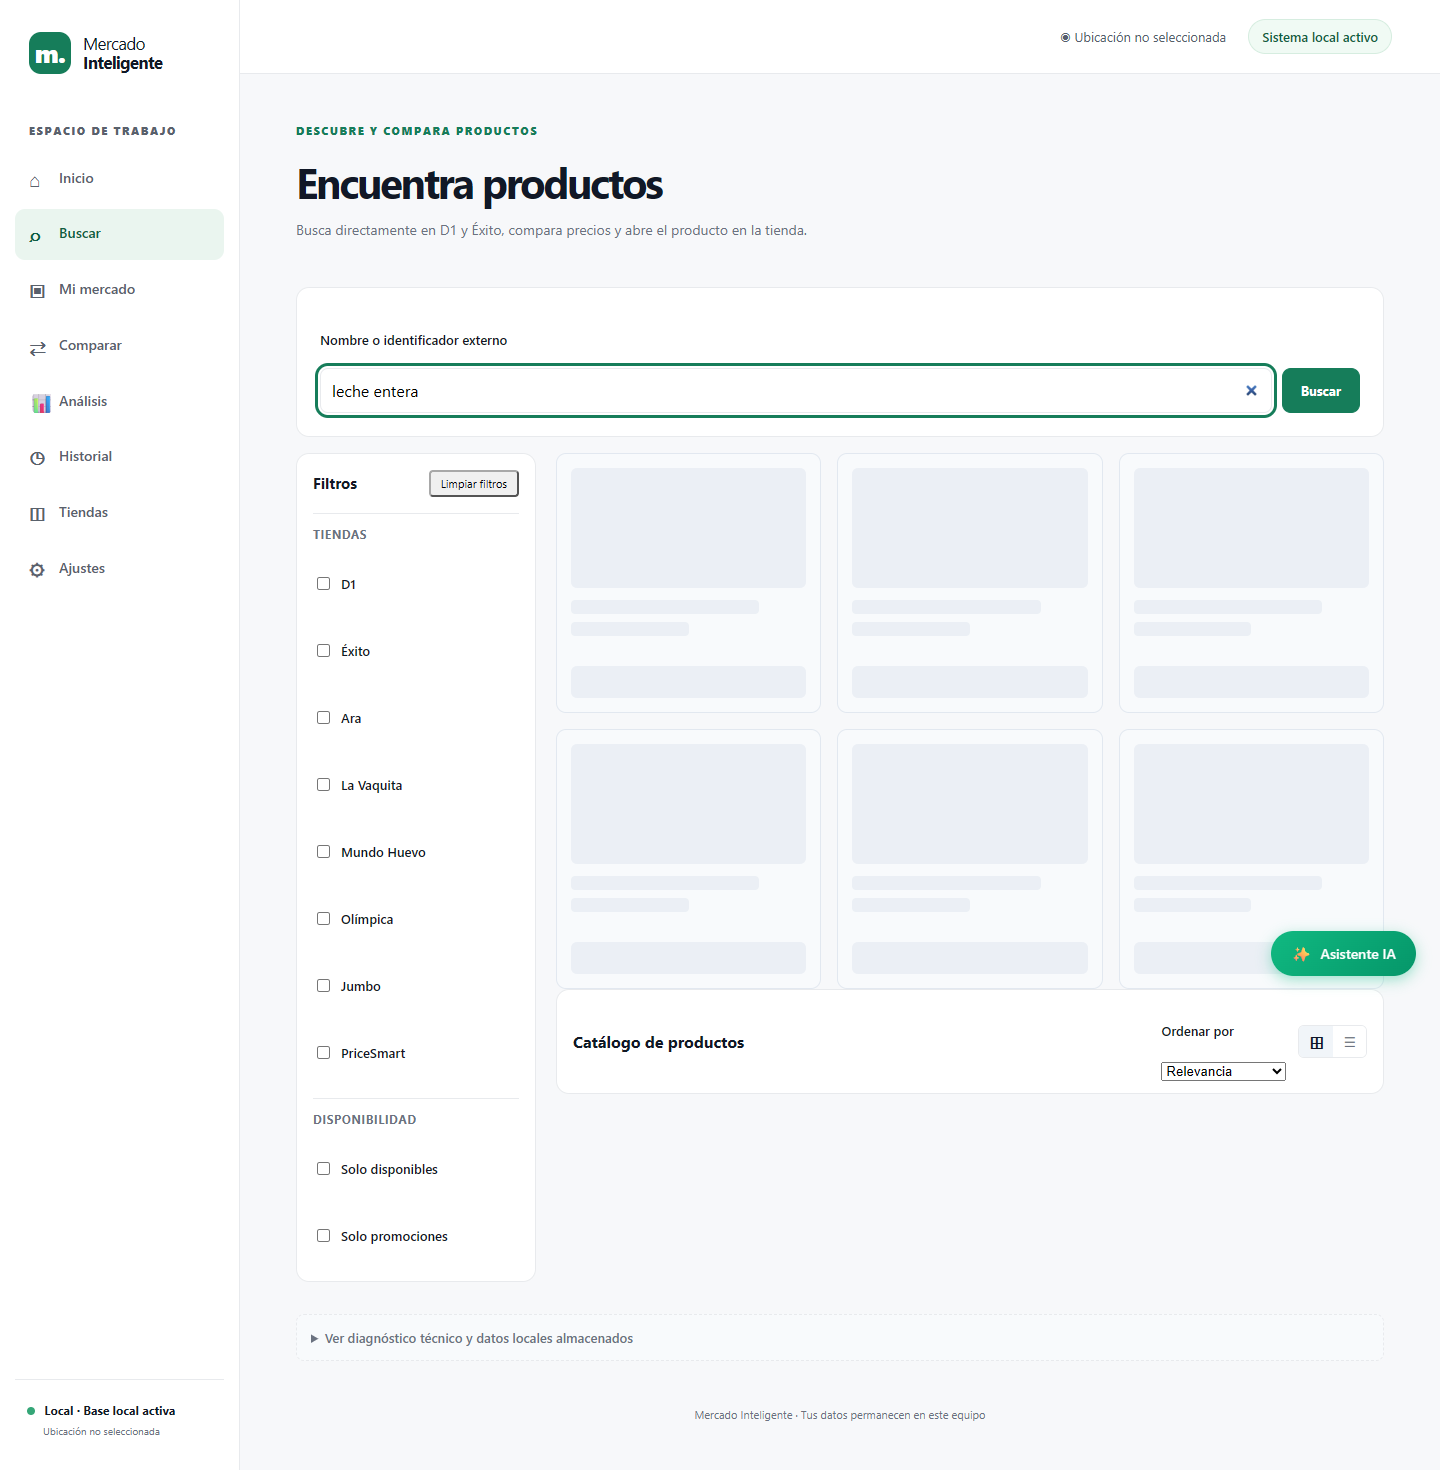 m.
Mercado
Inteligente
ESPACIO DE TRABAJO
Inicio
Buscar
Mi mercado
Comparar
Análisis
Historial
Tiendas
Ajustes
Local · Base local activa
Ubicación no seleccionada
Ubicación no seleccionada
Sistema local activo
DESCUBRE Y COMPARA PRODUCTOS
Encuentra productos
Busca directamente en D1 y Éxito, compara precios y abre el producto en la tienda.
Nombre o identificador externo
leche entera
Buscar
Filtros
Limpiar filtros
TIENDAS
D1
Éxito
Ara
La Vaquita
Mundo Huevo
Olímpica
Jumbo
PriceSmart
DISPONIBILIDAD
Solo disponibles
Solo promociones
Asistente IA
Catálogo de productos
Ordenar por
Relevancia
Ver diagnóstico técnico y datos locales almacenados
Mercado Inteligente · Tus datos permanecen en este equipo